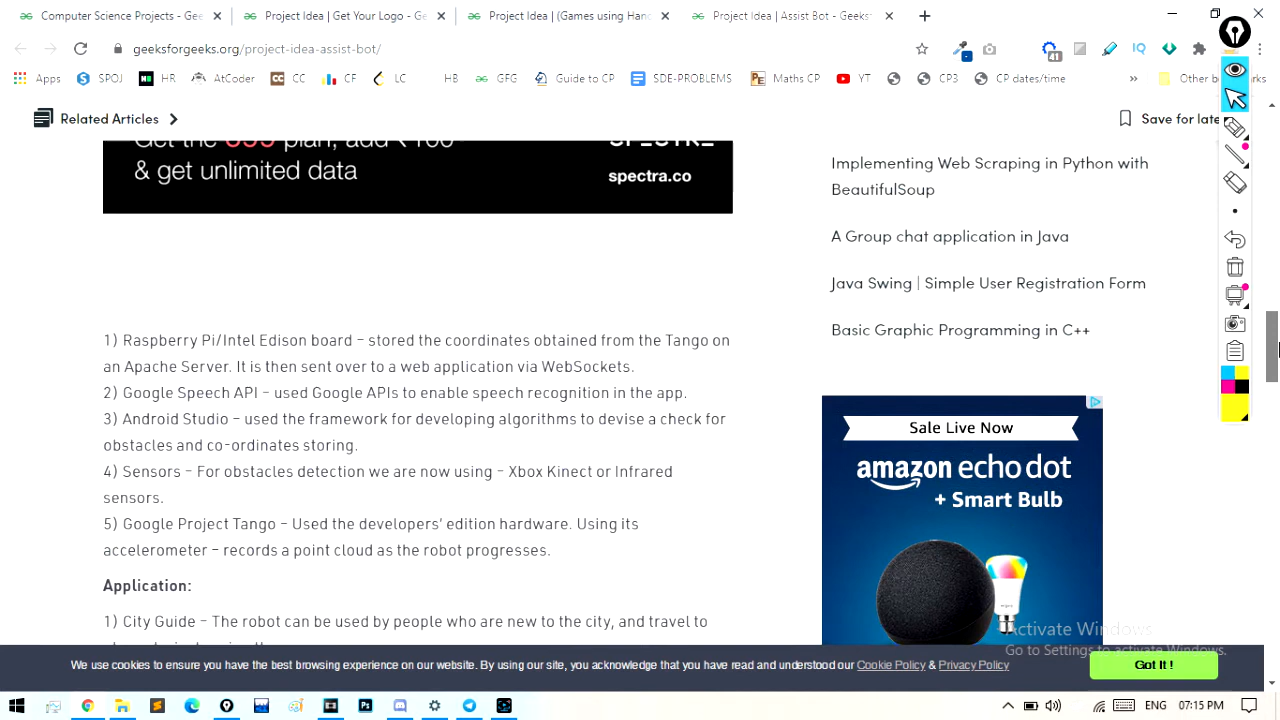 Computer Science Projects - Gee
Project Idea | Get Your Logo - G
Project Idea | (Games using Han
Project Idea | Assist Bot - Geeks
geeksforgeeks.org/project-idea-assist-bot/
41
IQ
Apps
SPOJ
HR
AtCoder
CC
CF
LC
HB
GFG
Guide to CP
SDE-PROBLEMS
Maths CP
YT
CP3
CP dates/time
»
Other bookmarks
Related Articles
Save for late
& get unlimited data
spectra.co
Implementing Web Scraping in Python with
BeautifulSoup
A Group chat application in Java
Java Swing | Simple User Registration Form
Basic Graphic Programming in C++
1) Raspberry Pi/Intel Edison board – stored the coordinates obtained from the Tango on
an Apache Server. It is then sent over to a web application via WebSockets.
2) Google Speech API – used Google APIs to enable speech recognition in the app.
3) Android Studio – used the framework for developing algorithms to devise a check for
obstacles and co-ordinates storing.
4) Sensors – For obstacles detection we are now using – Xbox Kinect or Infrared
sensors.
5) Google Project Tango – Used the developers’ edition hardware. Using its
accelerometer – records a point cloud as the robot progresses.
Application:
1) City Guide – The robot can be used by people who are new to the city, and travel to
Sale Live Now
amazon echo dot
+ Smart Bulb
Activate Windows
Go to Settings to activate Windows.
We use cookies to ensure you have the best browsing experience on our website. By using our site, you acknowledge that you have read and understood our Cookie Policy & Privacy Policy
Got It !
ENG
07:15 PM